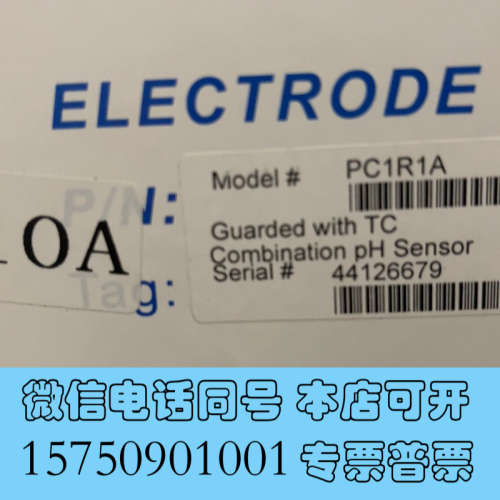 ELECTRODE
P/N:
Model # PC1R1A
Guarded with TC
Combination pH Sensor
Serial # 44126679
OA
Tag:
微信电话同号 本店可开
15750901001 专票普票